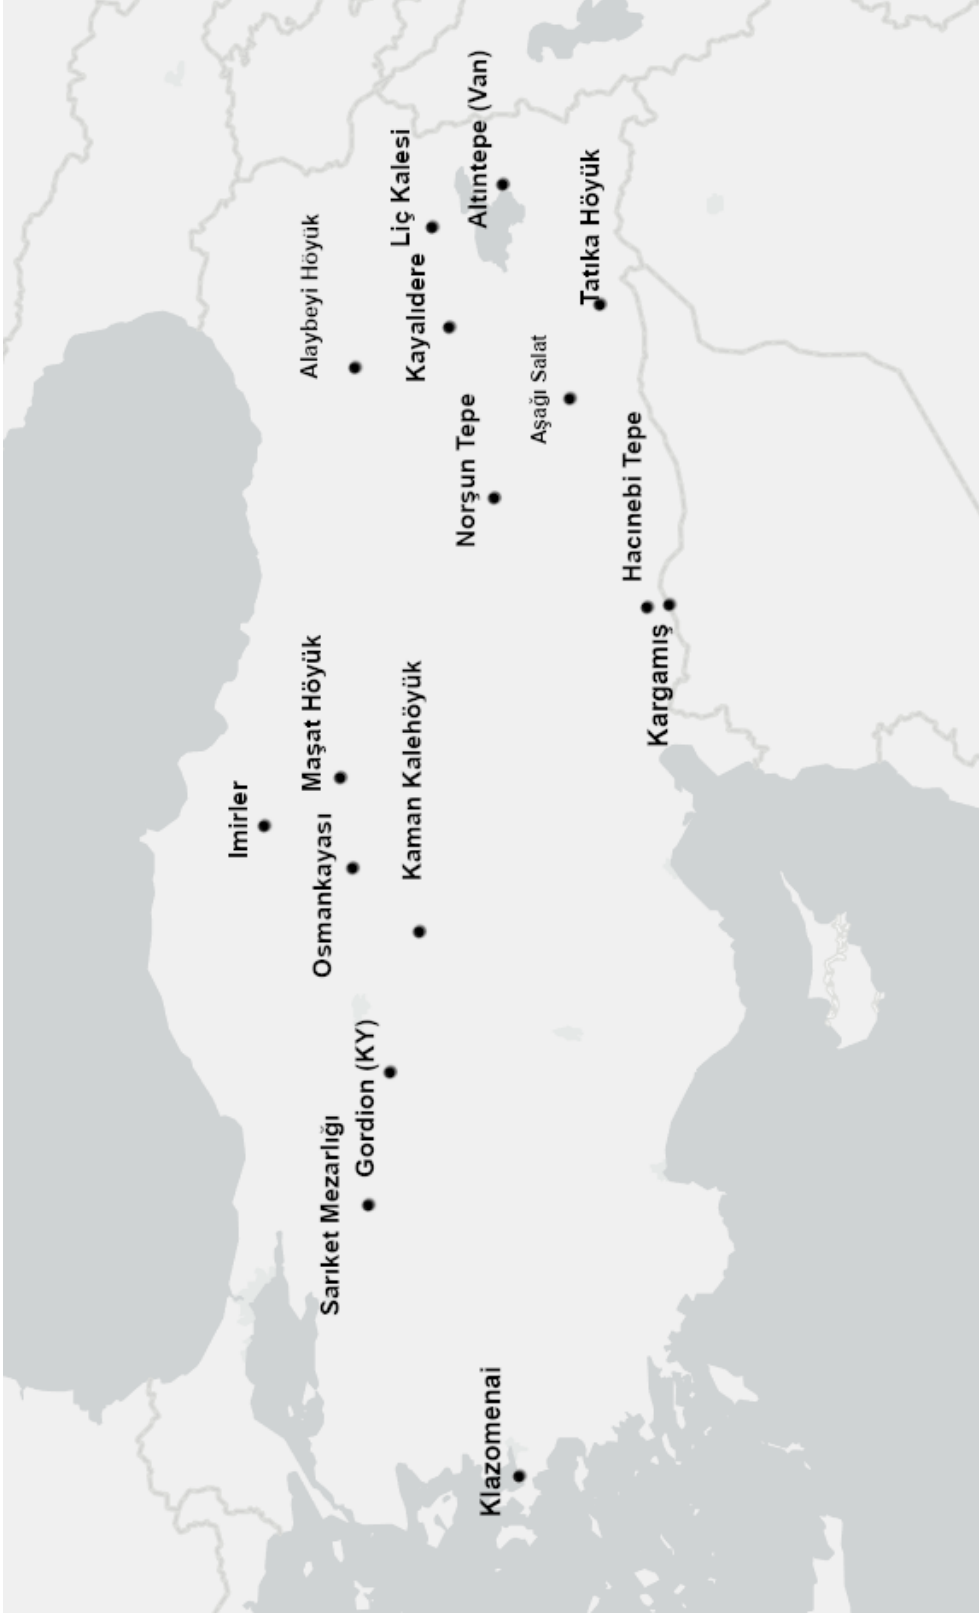 Imirler
Alaybeyi Höyük
Maşat Höyük
Osmankayası
Sarıket Mezarlığı
Gordion (KY)
Liç Kalesi
Kayalıdere
Kaman Kalehöyük
Norşun Tepe
Altıntepe (Van)
Klazomenai
Aşağı Salat
Tatıka Höyük
Hacınebi Tepe
Kargamış